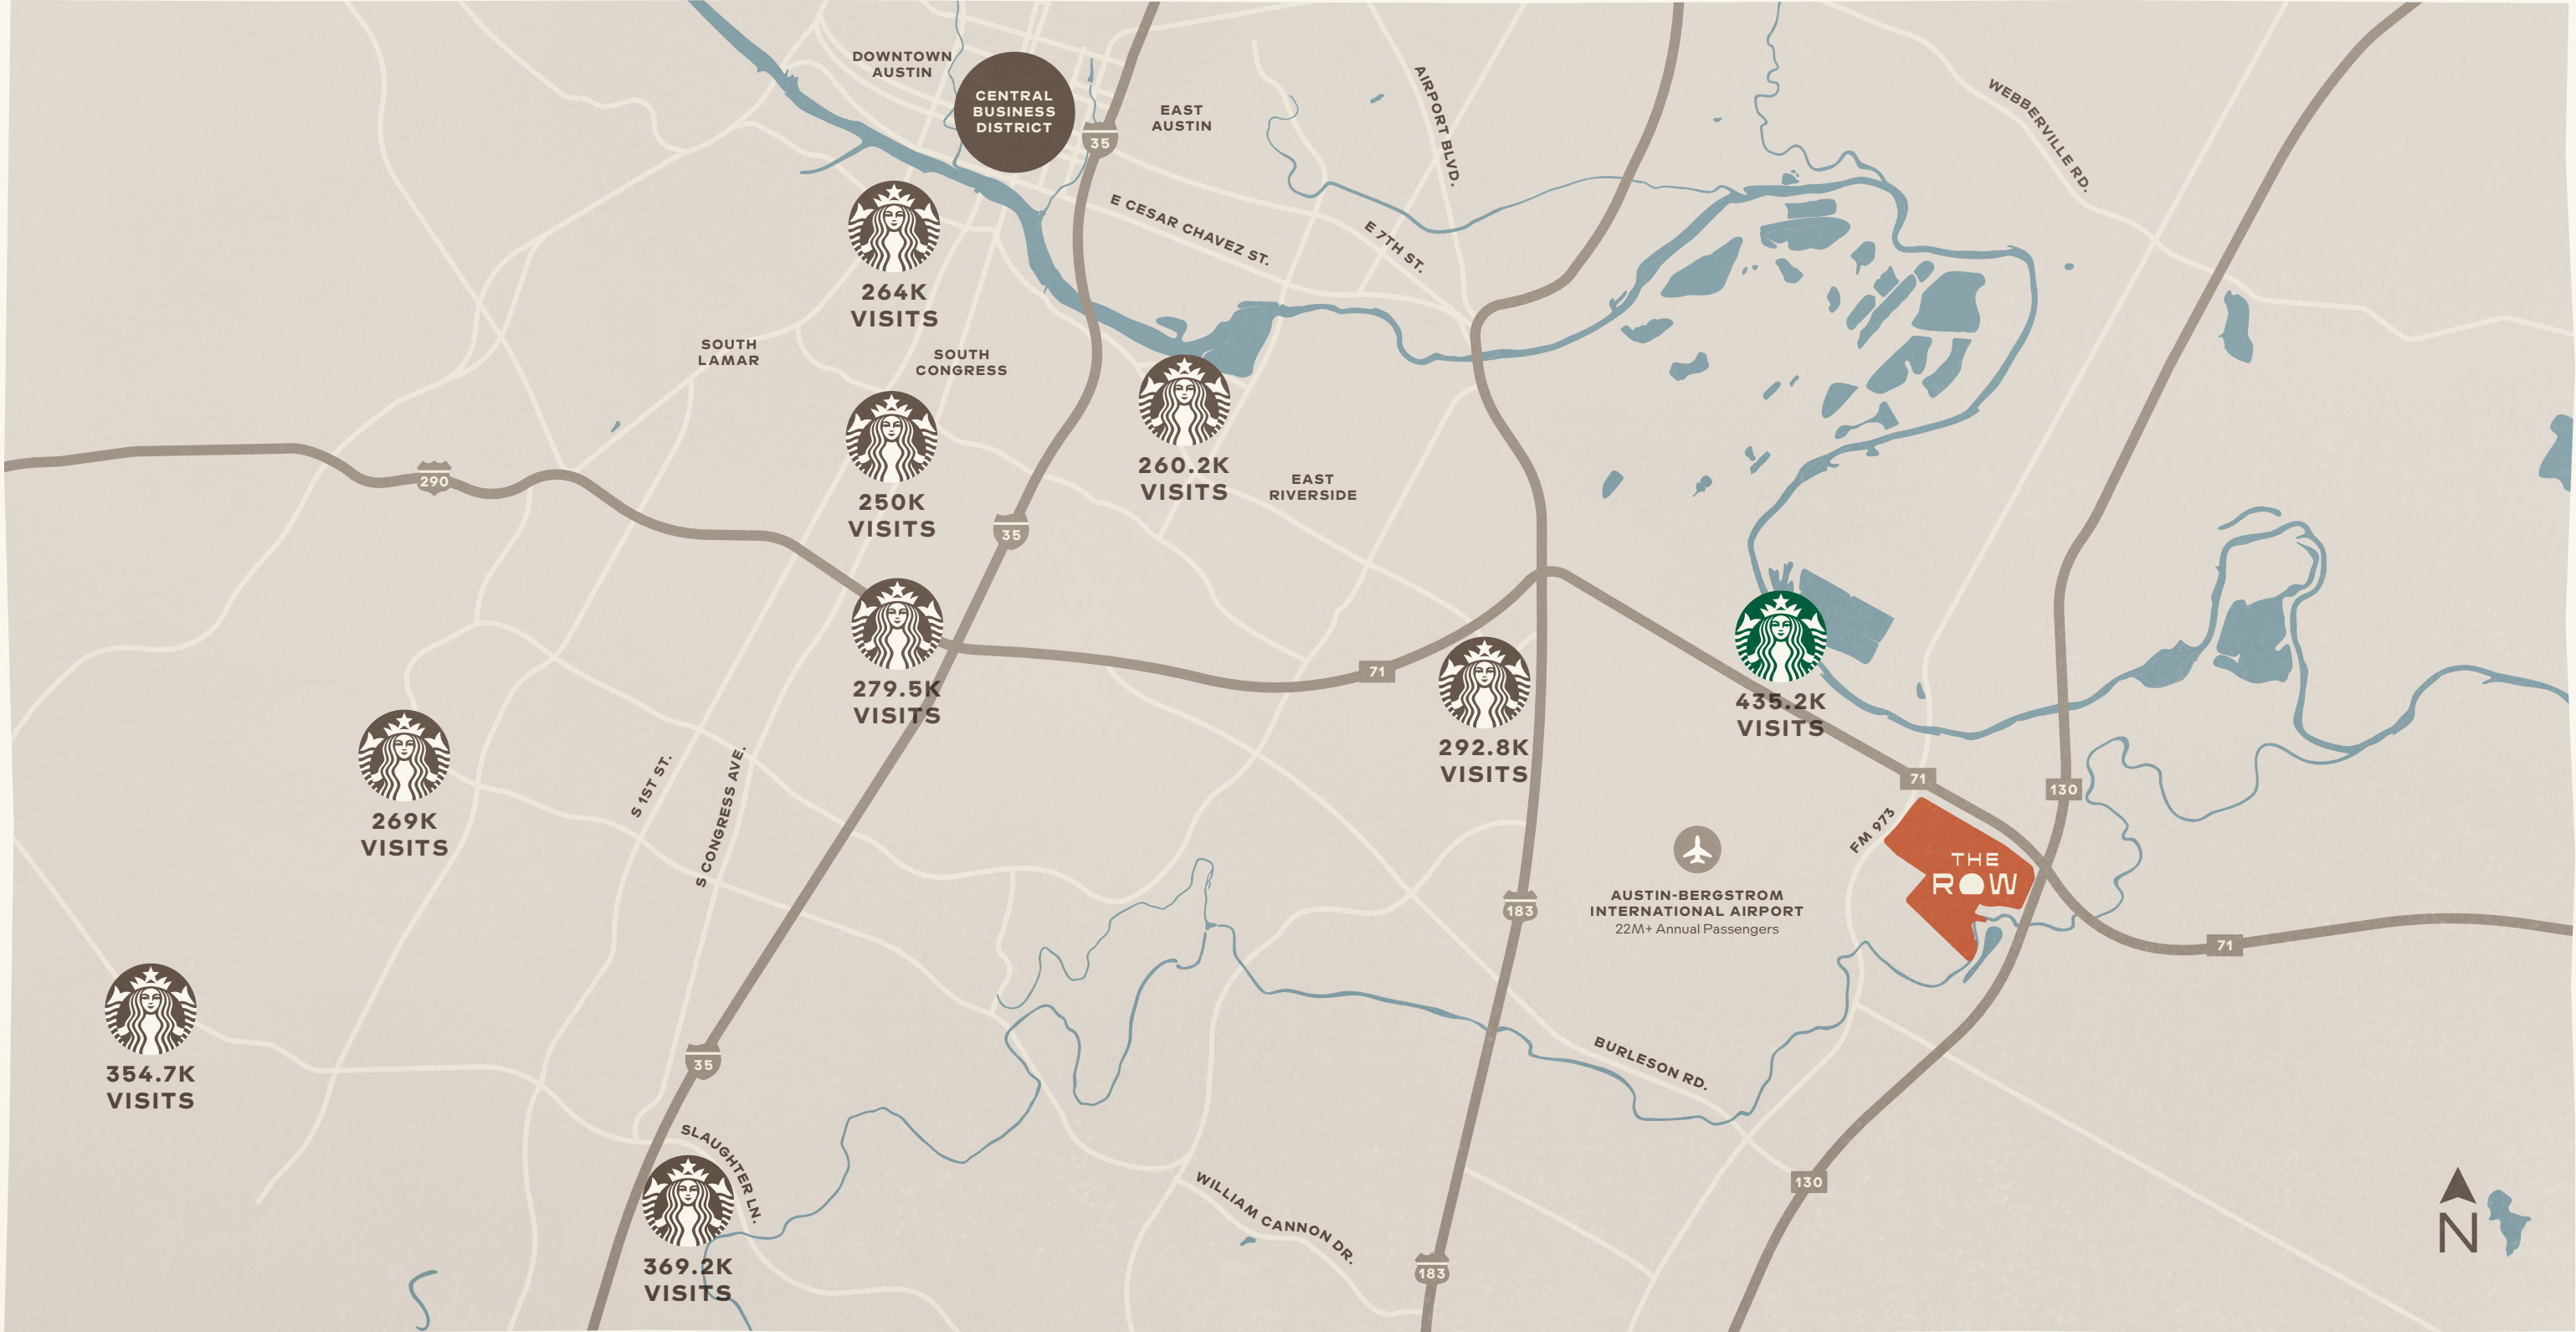 DOWNTOWN
AUSTIN
CENTRAL
BUSINESS
DISTRICT
35
EAST
AUSTIN
AIRPORT BLVD.
WEBBERVILLE RD.
E CESAR CHAVEZ ST.
E 7TH ST.
264K
VISITS
SOUTH
LAMAR
SOUTH
CONGRESS
260.2K
VISITS
EAST
RIVERSIDE
290
250K
VISITS
35
279.5K
VISITS
71
292.8K
VISITS
435.2K
VISITS
71
130
269K
VISITS
S 1ST ST.
S CONGRESS AVE.
FM 973
THE
ROW
AUSTIN-BERGSTROM
INTERNATIONAL AIRPORT
22M+ Annual Passengers
183
71
354.7K
VISITS
35
BURLESON RD.
SLAUGHTER LN.
369.2K
VISITS
WILLIAM CANNON DR.
130
183
N